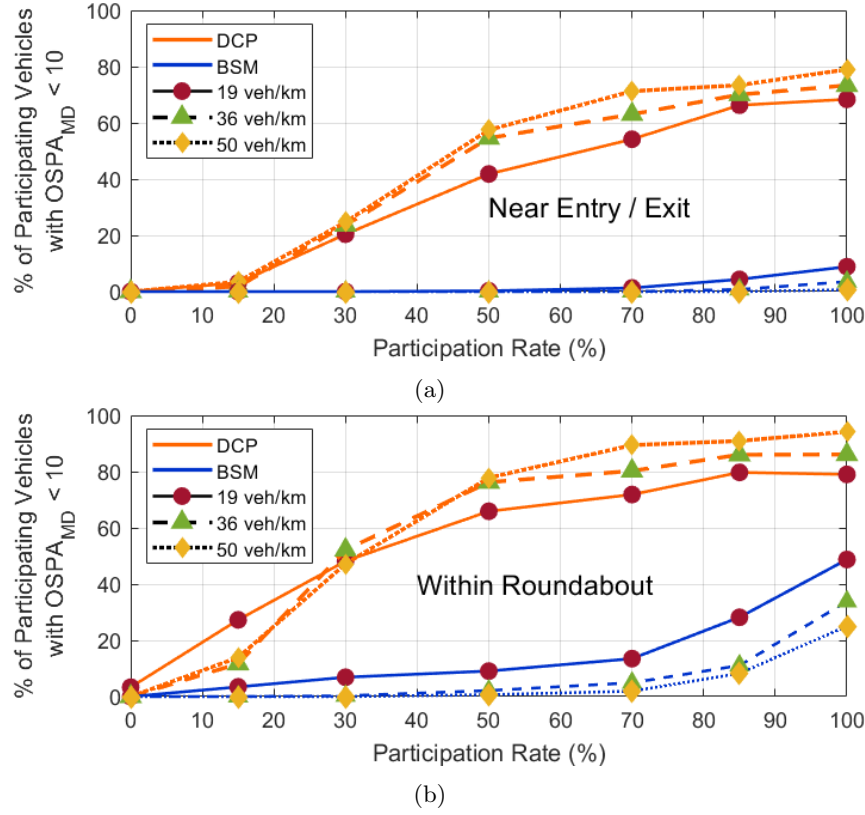 100
80
60
40
20
0
% of Participating Vehicles
with OSPA_MD < 10
DCP
BSM
19 veh/km
36 veh/km
50 veh/km
Near Entry / Exit
0 10 20 30 40 50 60 70 80 90 100
Participation Rate (%)
(a)
100
80
60
40
20
0
% of Participating Vehicles
with OSPA_MD < 10
DCP
BSM
19 veh/km
36 veh/km
50 veh/km
Within Roundabout
0 10 20 30 40 50 60 70 80 90 100
Participation Rate (%)
(b)